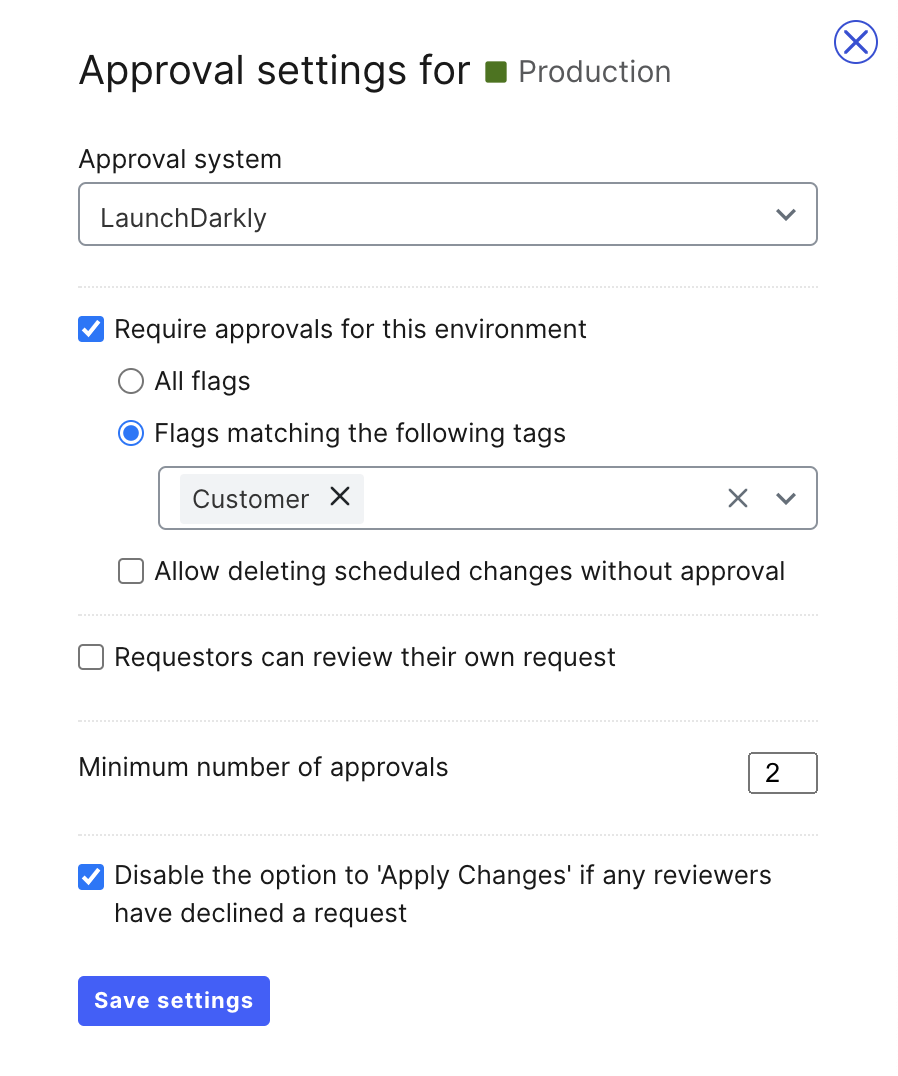 Approval settings for Production
Approval system
LaunchDarkly
Require approvals for this environment
All flags
Flags matching the following tags
Customer
Allow deleting scheduled changes without approval
Requestors can review their own request
Minimum number of approvals 2
Disable the option to 'Apply Changes' if any reviewers
have declined a request
Save settings